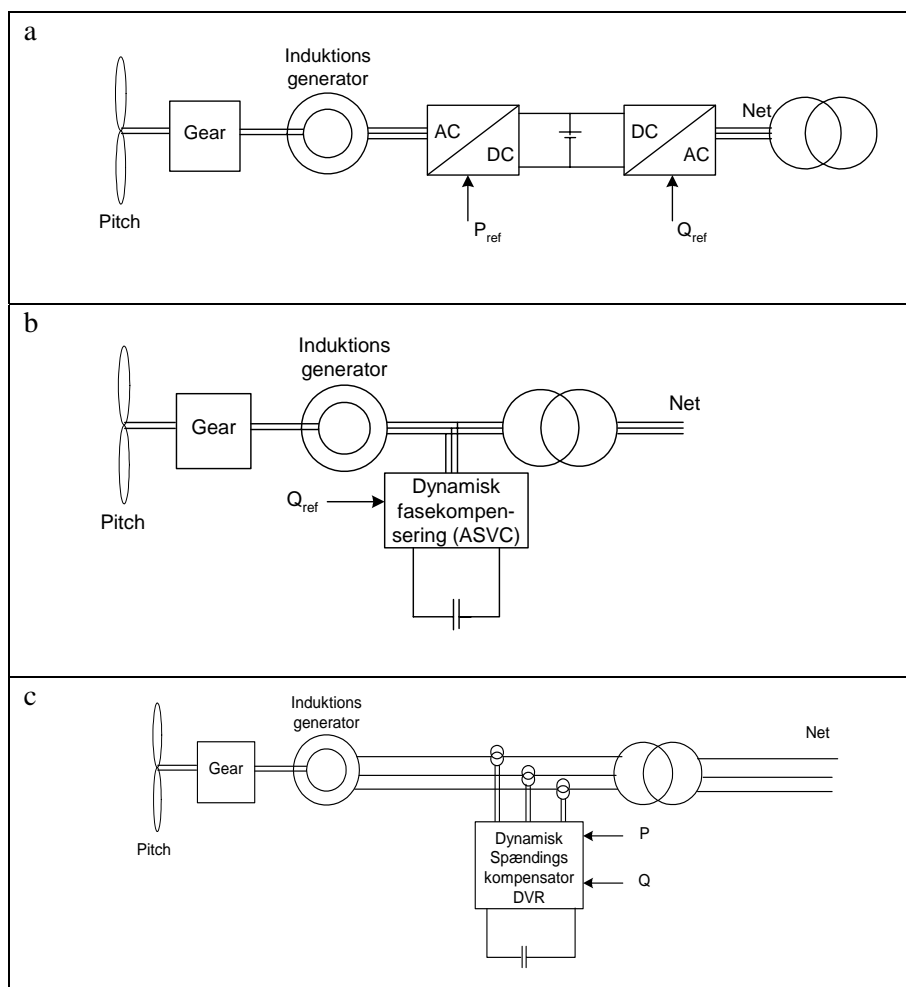 a
Induktions
generator
Gear
AC
DC
DC
AC
Net
Pitch
P_ref
Q_ref
b
Induktions
generator
Gear
Net
Pitch
Q_ref
Dynamisk
fasekompen-
sering (ASVC)
c
Induktions
generator
Net
Gear
Pitch
Dynamisk
Spændings
kompensator
DVR
P
Q